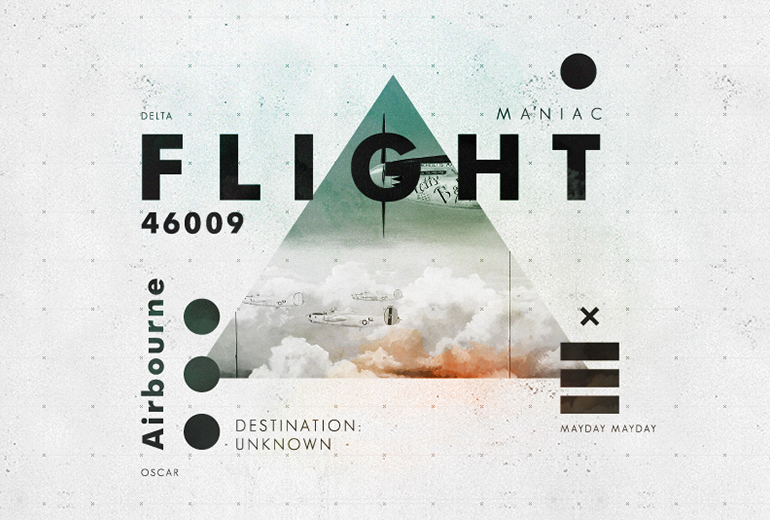 DELTA
MANIAC
FLIGHT
46009
Airbourne
DESTINATION:
UNKNOWN
MAYDAY MAYDAY
OSCAR